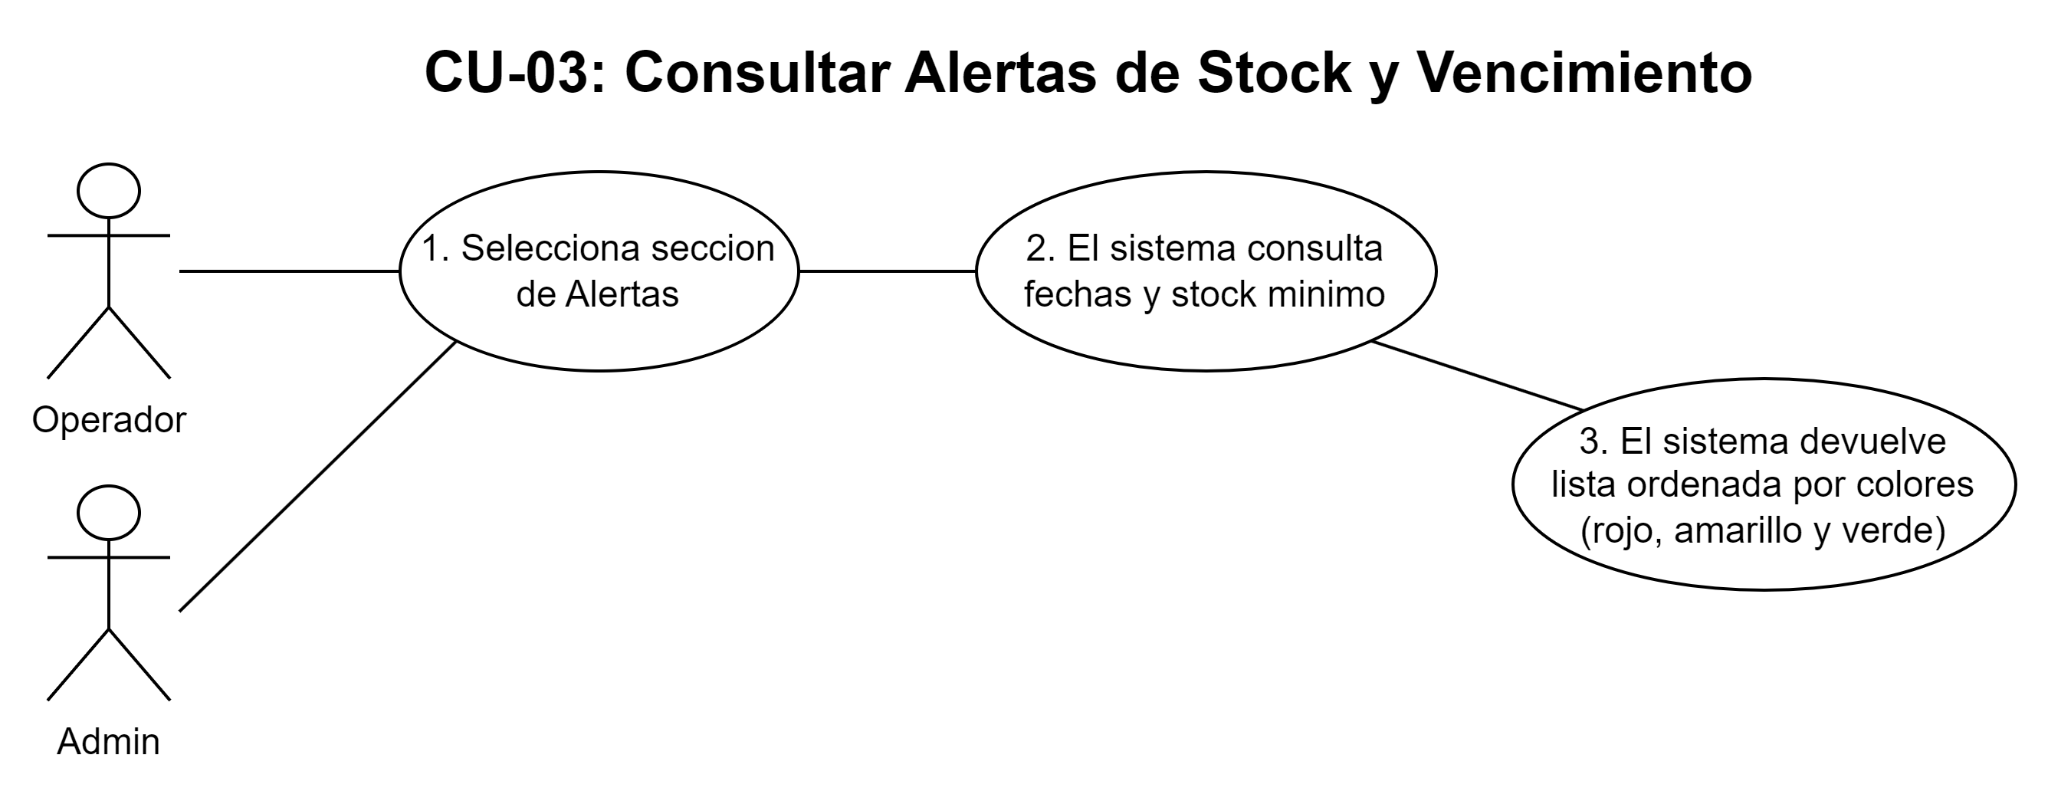 CU-03: Consultar Alertas de Stock y Vencimiento
1. Selecciona seccion
de Alertas
2. El sistema consulta
fechas y stock minimo
Operador
3. El sistema devuelve
lista ordenada por colores
(rojo, amarillo y verde)
Admin